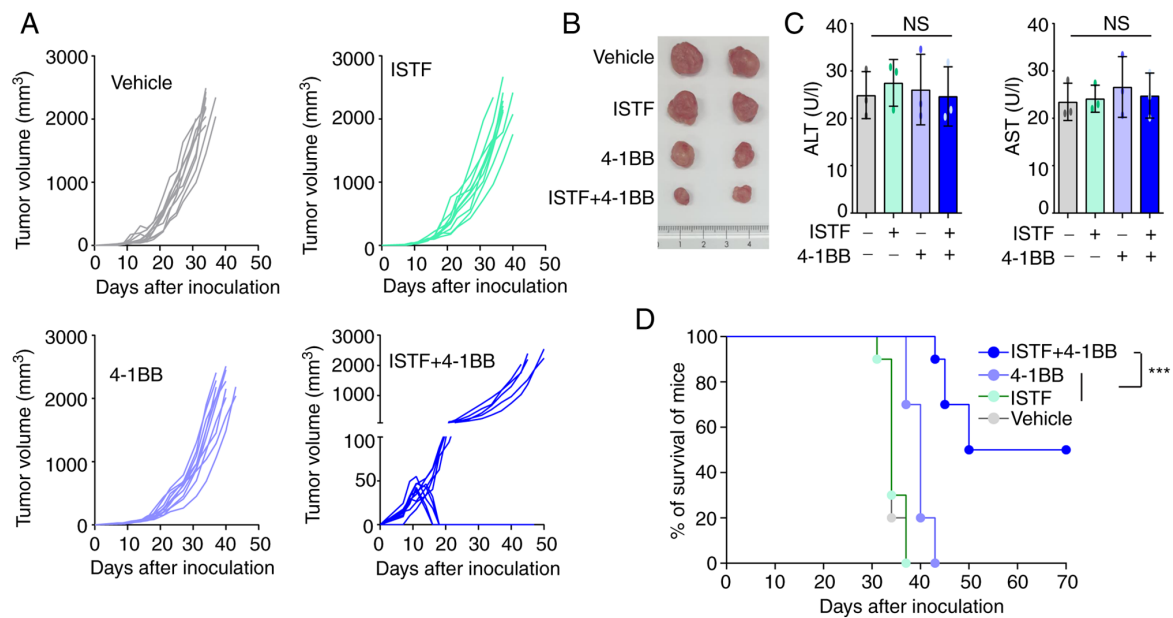 A
Vehicle
Tumor volume (mm³)
3000
2000
1000
0
0 10 20 30 40 50
Days after inoculation
ISTF
Tumor volume (mm³)
3000
2000
1000
0
0 10 20 30 40 50
Days after inoculation
4-1BB
Tumor volume (mm³)
3000
2000
1000
0
0 10 20 30 40 50
Days after inoculation
ISTF+4-1BB
Tumor volume (mm³)
3000
2000
1000
100
50
0
0 10 20 30 40 50
Days after inoculation
B
Vehicle
ISTF
4-1BB
ISTF+4-1BB
0 1 2 3 4
C
NS
ALT (U/l)
40
30
20
10
0
ISTF – + – +
4-1BB – – + +
NS
AST (U/l)
40
30
20
10
0
ISTF – + – +
4-1BB – – + +
D
% of survival of mice
100
80
60
40
20
0
0 20 30 40 50 60 70
Days after inoculation
ISTF+4-1BB
4-1BB
ISTF
Vehicle
***